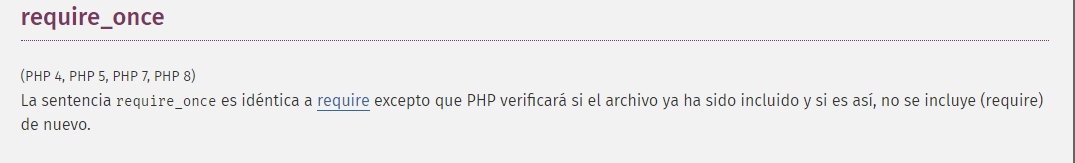 require_once
(PHP 4, PHP 5, PHP 7, PHP 8)
La sentencia require_once es idéntica a require excepto que PHP verificará si el archivo ya ha sido incluido y si es así, no se incluye (require)
de nuevo.